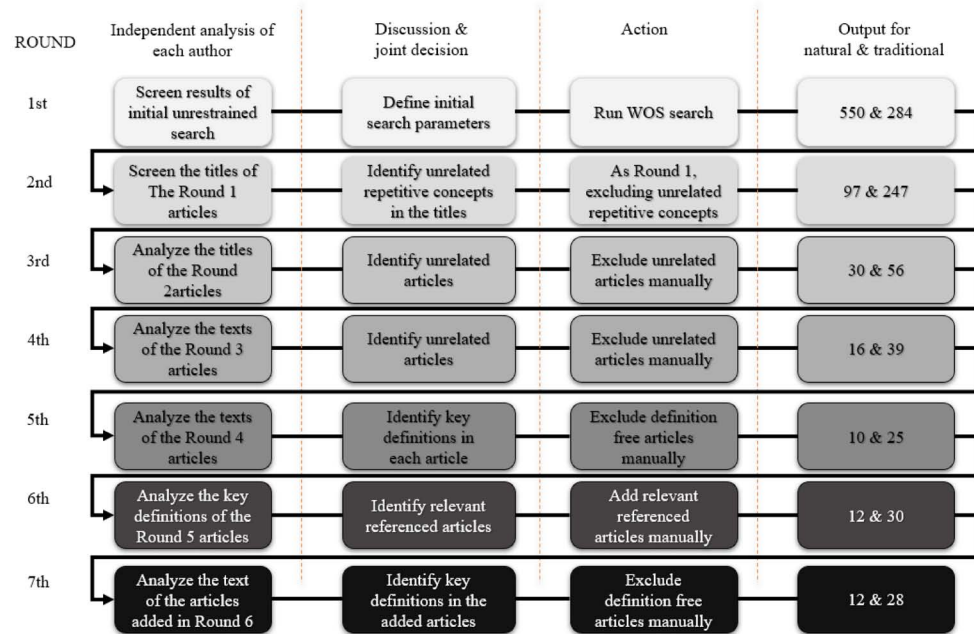 ROUND
Independent analysis of
each author
Discussion &
joint decision
Action
Output for
natural & traditional
1st
Screen results of
initial unrestrained
search
Define initial
search parameters
Run WOS search
550 & 284
2nd
Screen the titles of
The Round 1
articles
Identify unrelated
repetitive concepts
in the titles
As Round 1,
excluding unrelated
repetitive concepts
97 & 247
3rd
Analyze the titles
of the Round
2articles
Identify unrelated
articles
Exclude unrelated
articles manually
30 & 56
4th
Analyze the texts
of the Round 3
articles
Identify unrelated
articles
Exclude unrelated
articles manually
16 & 39
5th
Analyze the texts
of the Round 4
articles
Identify key
definitions in
each article
Exclude definition
free articles
manually
10 & 25
6th
Analyze the key
definitions of the
Round 5 articles
Identify relevant
referenced articles
Add relevant
referenced
articles manually
12 & 30
7th
Analyze the text
of the articles
added in Round 6
Identify key
definitions in the
added articles
Exclude
definition free
articles manually
12 & 28